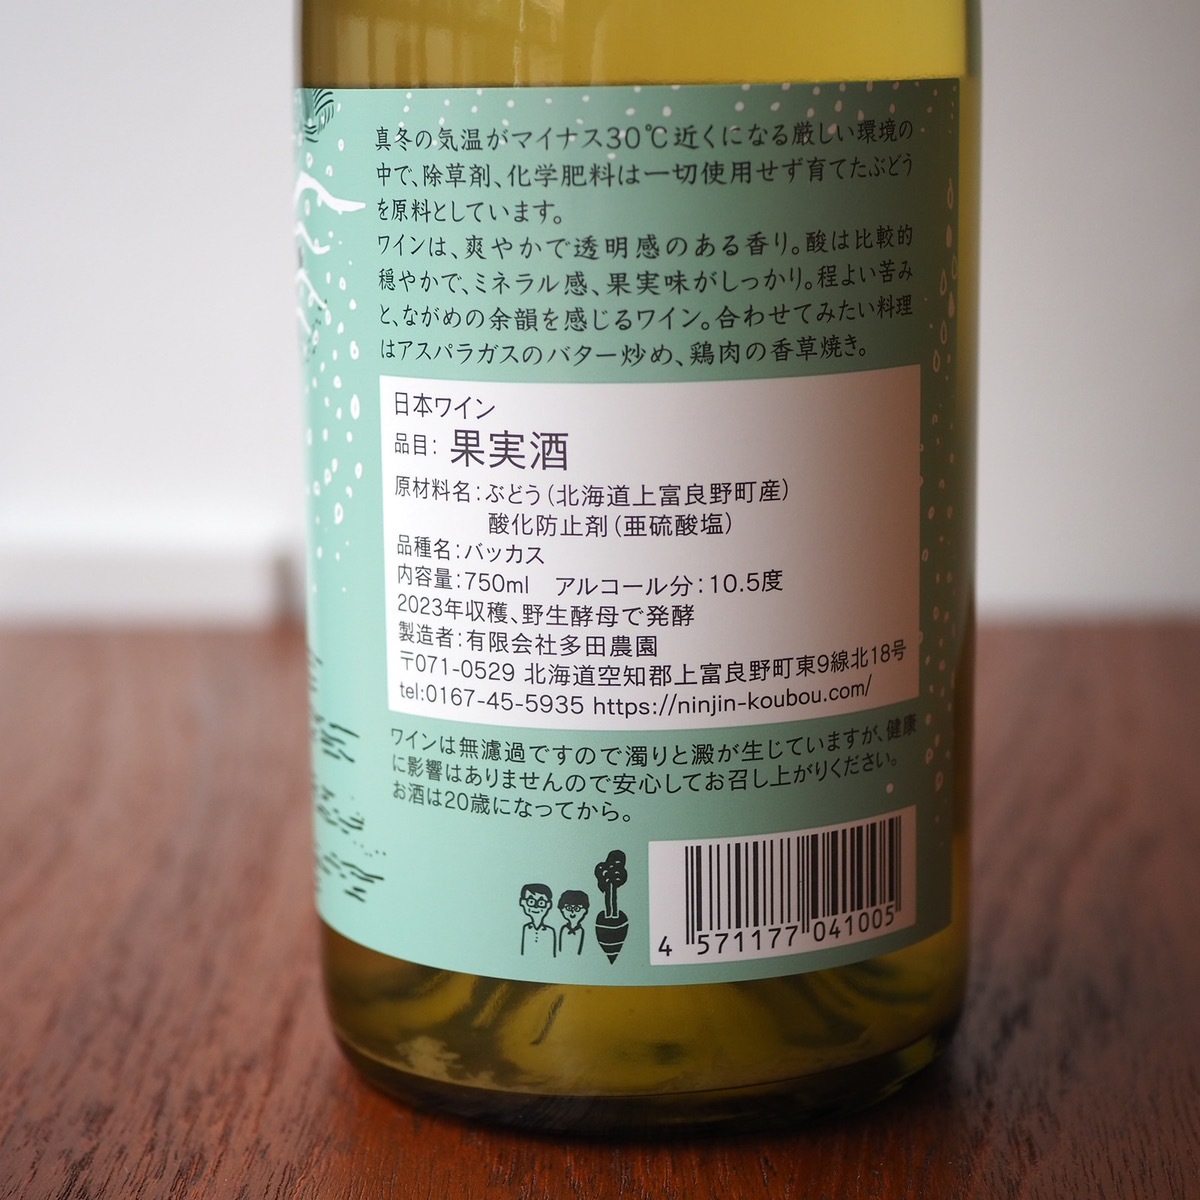 真冬の気温がマイナス30℃近くになる厳しい環境の
中で、除草剤、化学肥料は一切使用せず育てたぶどう
を原料としています。
ワインは、爽やかで透明感のある香り。酸は比較的
穏やかで、ミネラル感、果実味がしっかり。程よい苦み
と、ながめの余韻を感じるワイン。合わせてみたい料理
はアスパラガスのバター炒め、鶏肉の香草焼き。
日本ワイン
品目：果実酒
原材料名：ぶどう（北海道上富良野町産）
酸化防止剤（亜硫酸塩）
品種名：バッカス
内容量：750ml　アルコール分：10.5度
2023年収穫、野生酵母で発酵
製造者：有限会社多田農園
〒071-0529 北海道空知郡上富良野町東9線北18号
tel:0167-45-5935 https://ninjin-koubou.com/
ワインは無濾過ですので濁りと澱が生じていますが、健康
に影響はありませんので安心してお召し上がりください。
お酒は20歳になってから。
4 571177 041005